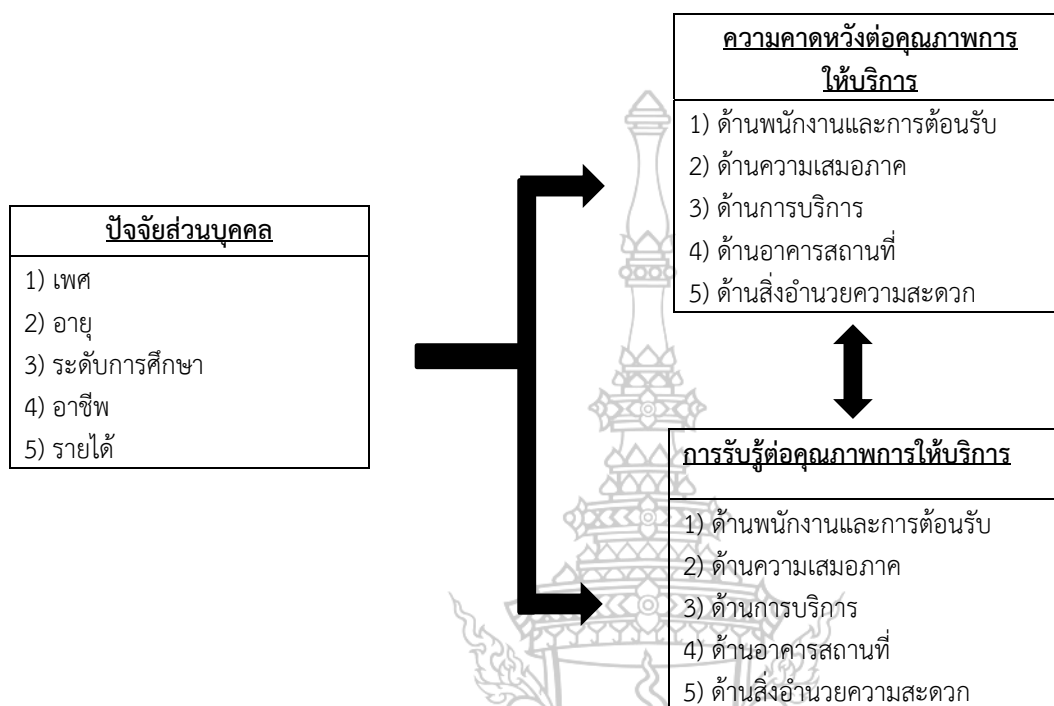 ความคาดหวังต่อคุณภาพการ
ให้บริการ
1) ด้านพนักงานและการต้อนรับ
2) ด้านความเสมอภาค
3) ด้านการบริการ
4) ด้านอาคารสถานที่
5) ด้านสิ่งอำนวยความสะดวก
ปัจจัยส่วนบุคคล
1) เพศ
2) อายุ
3) ระดับการศึกษา
4) อาชีพ
5) รายได้
การรับรู้ต่อคุณภาพการให้บริการ
1) ด้านพนักงานและการต้อนรับ
2) ด้านความเสมอภาค
3) ด้านการบริการ
4) ด้านอาคารสถานที่
5) ด้านสิ่งอำนวยความสะดวก